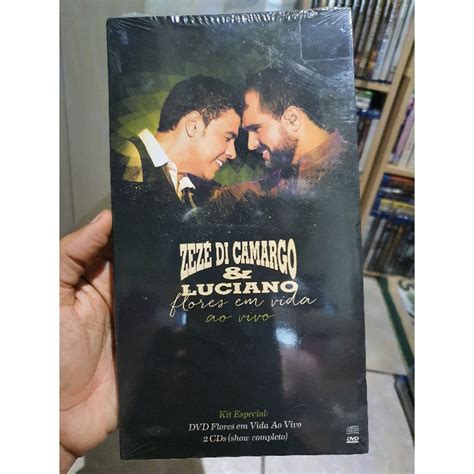 ZEZÉ DI CAMARGO
&
LUCIANO
flores em vida
ao vivo
Kit Especial:
DVD Flores em Vida Ao Vivo
2 CDs (show completo)
DVD